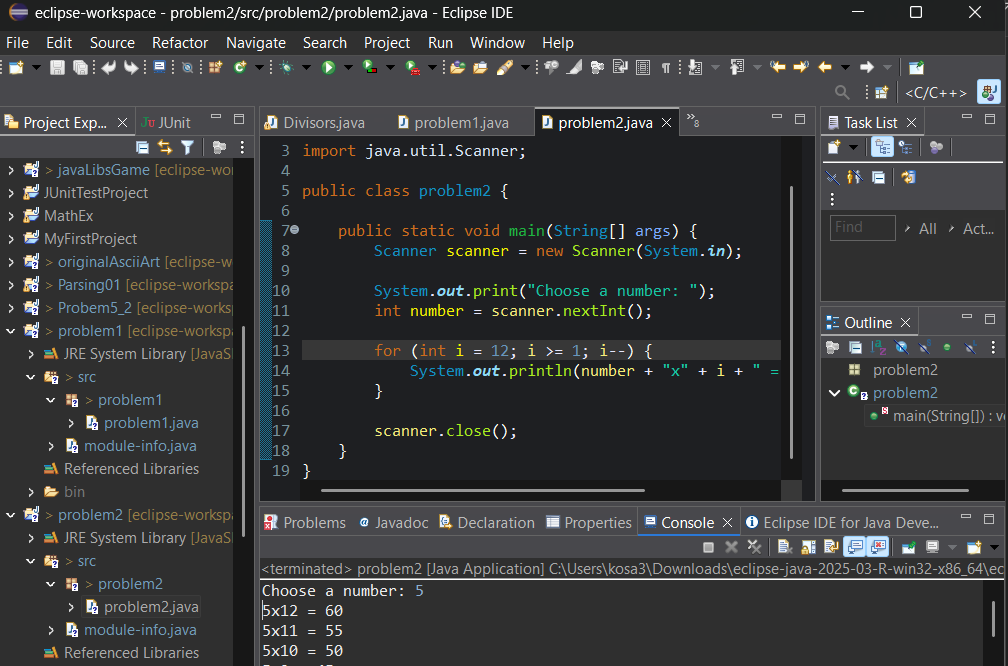 eclipse-workspace - problem2/src/problem2/problem2.java - Eclipse IDE
File Edit Source Refactor Navigate Search Project Run Window Help
<C/C++>
Project Exp...
JUnit
> javaLibsGame [eclipse-wo
JUnitTestProject
MathEx
MyFirstProject
> originalAsciiArt [eclipse-w
> Parsing01 [eclipse-workspa
> Probem5_2 [eclipse-works
> problem1 [eclipse-worksp
JRE System Library [JavaS
> src
> problem1
problem1.java
module-info.java
Referenced Libraries
bin
> problem2 [eclipse-worksp
JRE System Library [JavaS
> src
> problem2
problem2.java
module-info.java
Referenced Libraries
Divisors.java problem1.java problem2.java »8
3 import java.util.Scanner;
4
5 public class problem2 {
6
7 public static void main(String[] args) {
8 Scanner scanner = new Scanner(System.in);
9
10 System.out.print("Choose a number: ");
11 int number = scanner.nextInt();
12
13 for (int i = 12; i >= 1; i--) {
14 System.out.println(number + "x" + i + " =
15 }
16
17 scanner.close();
18 }
19 }
Task List
Find
All
Act...
Outline
problem2
problem2
main(String[]) : v
Problems Javadoc Declaration Properties Console Eclipse IDE for Java Deve...
<terminated> problem2 [Java Application] C:\Users\kosa3\Downloads\eclipse-java-2025-03-R-win32-x86_64\ec
Choose a number: 5
5x12 = 60
5x11 = 55
5x10 = 50